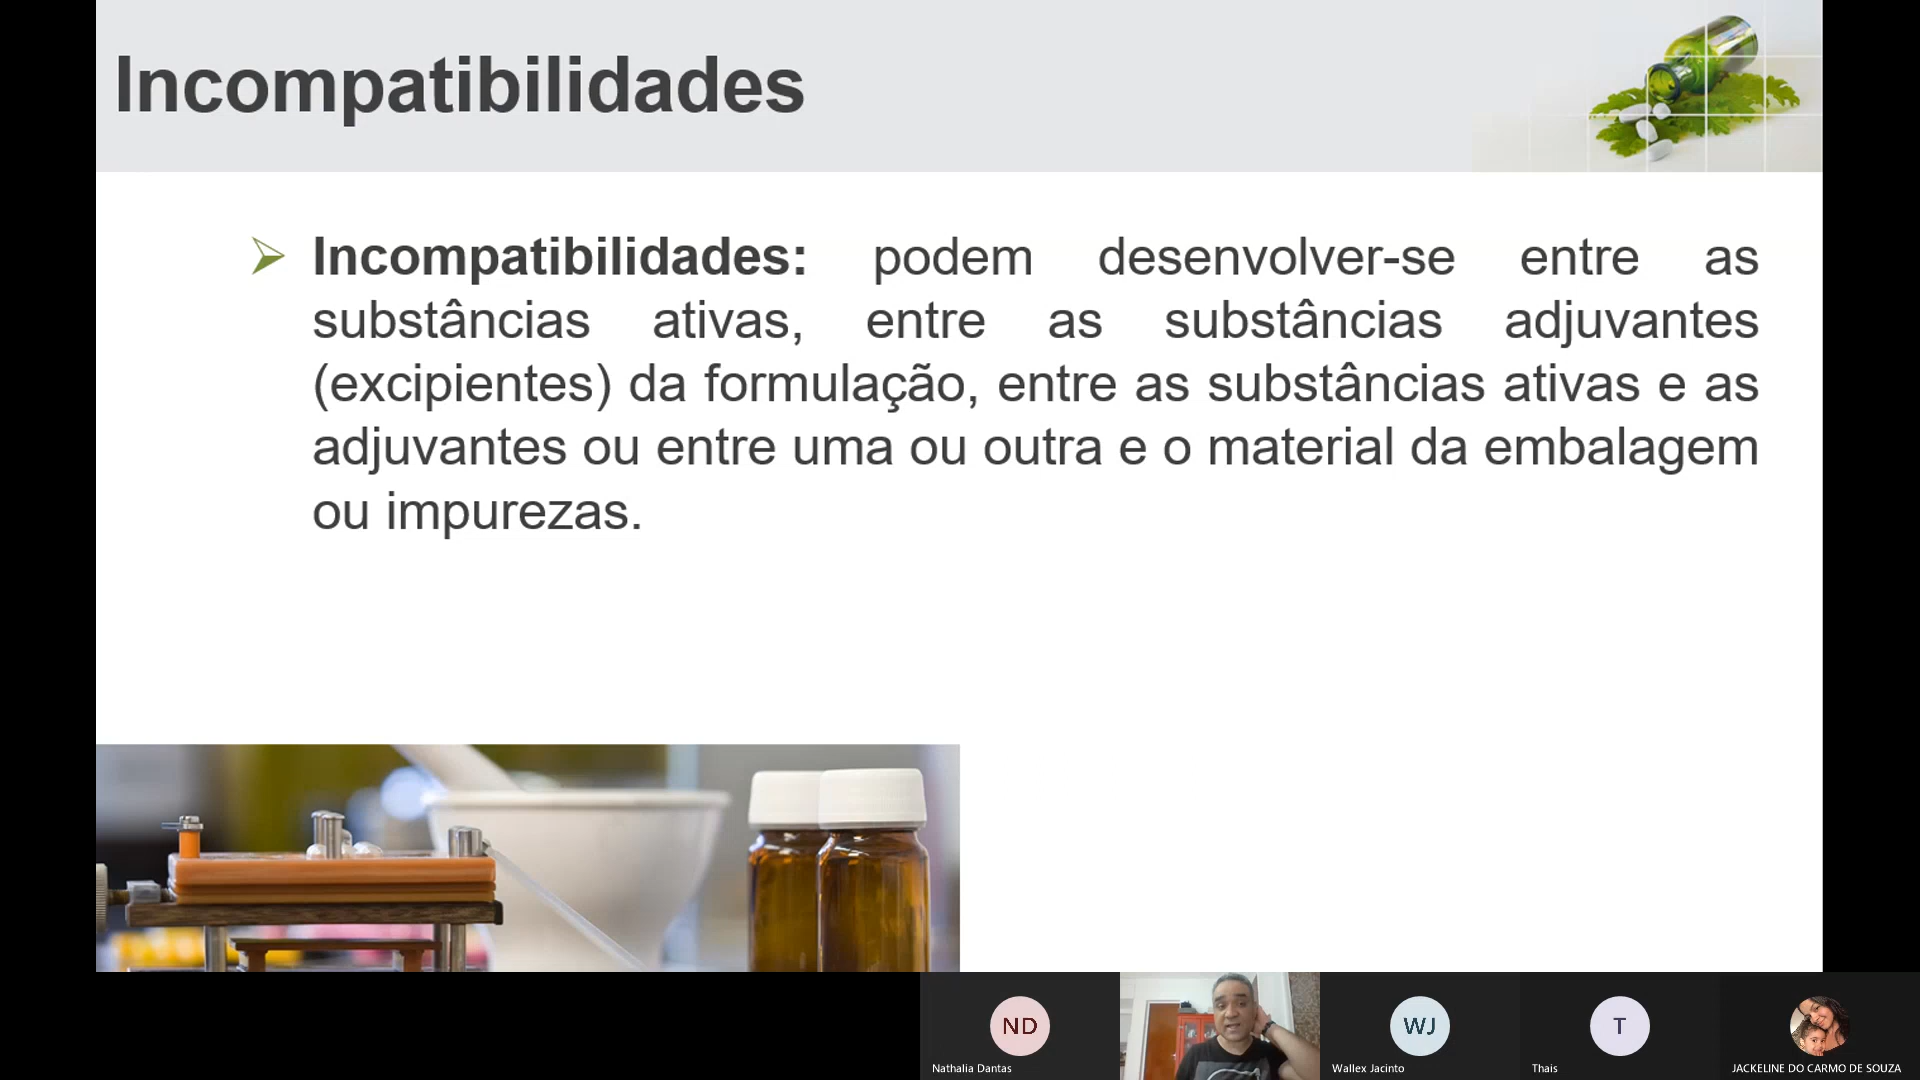 Incompatibilidades
Incompatibilidades: podem desenvolver-se entre as
substâncias ativas, entre as substâncias adjuvantes
(excipientes) da formulação, entre as substâncias ativas e as
adjuvantes ou entre uma ou outra e o material da embalagem
ou impurezas.
ND
WJ
T
Nathalia Dantas
Wallex Jacinto
Thais
JACKELINE DO CARMO DE SOUZA